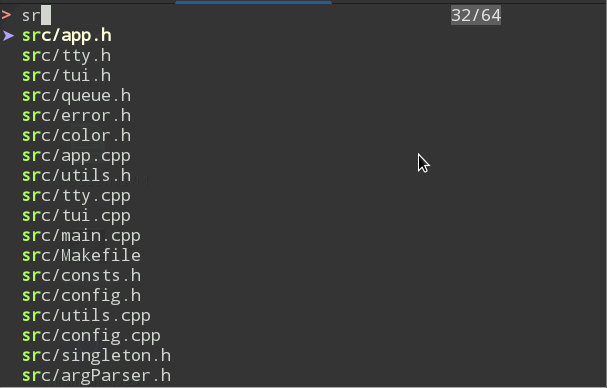 > sr 32/64
➤ src/app.h
src/tty.h
src/tui.h
src/queue.h
src/error.h
src/color.h
src/app.cpp
src/utils.h
src/tty.cpp
src/tui.cpp
src/main.cpp
src/Makefile
src/consts.h
src/config.h
src/utils.cpp
src/config.cpp
src/singleton.h
src/argParser.h